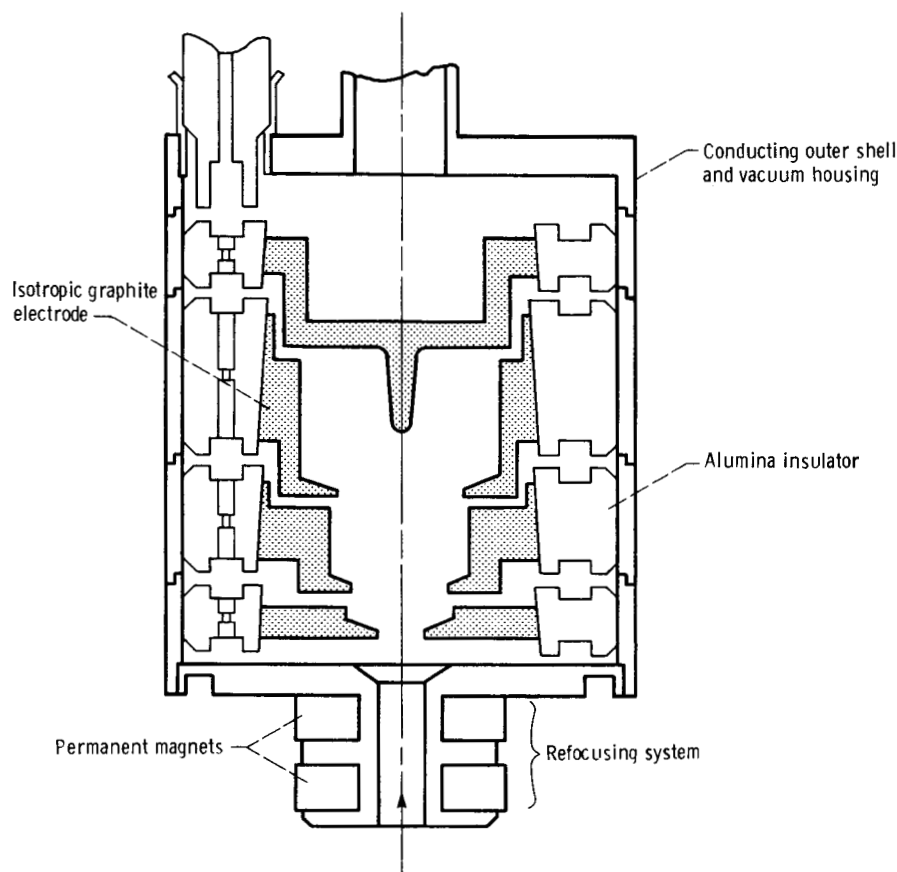 Conducting outer shell
and vacuum housing
Isotropic graphite
electrode
Alumina insulator
Permanent magnets
Refocusing system